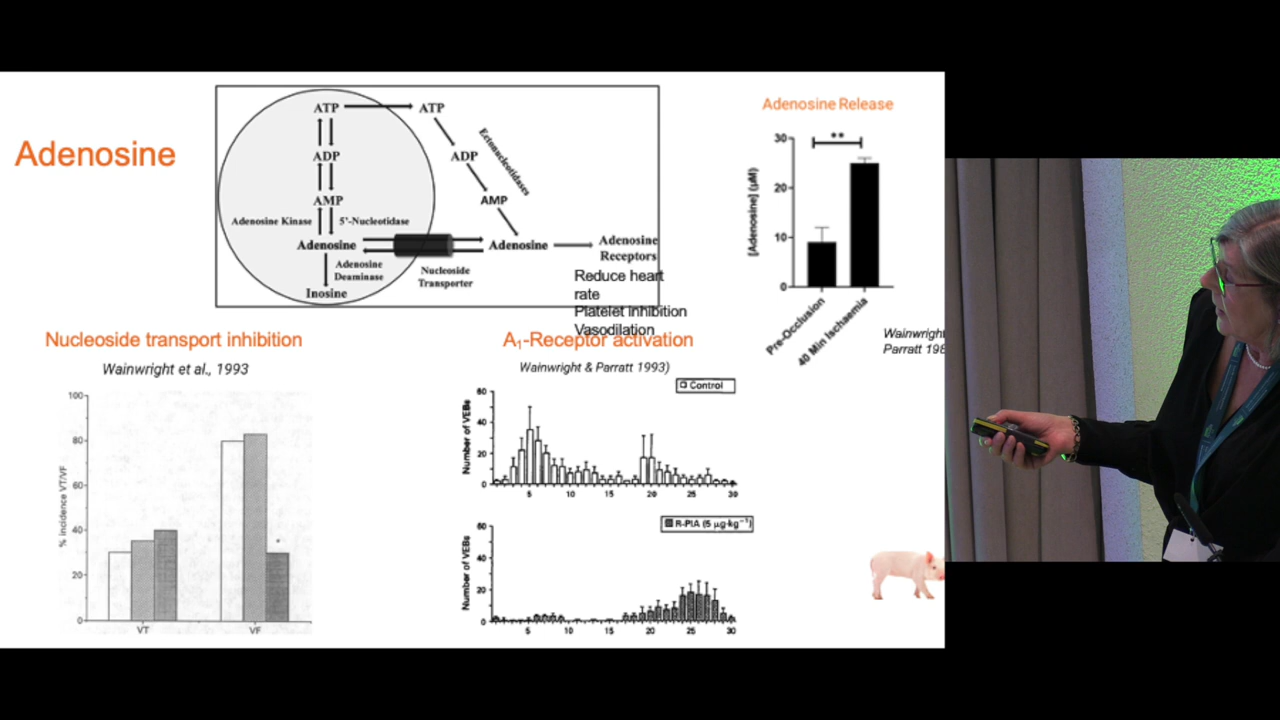 Adenosine
ATP
ATP
ADP
ADP
Ectonucleotidases
AMP
AMP
Adenosine Kinase
5'-Nucleotidase
Adenosine
Adenosine
Adenosine
Receptors
Adenosine
Deaminase
Nucleoside
Transporter
Inosine
Reduce heart
rate
Platelet inhibition
Vasodilation
Adenosine Release
**
[Adenosine] (µM)
30
20
10
0
Pre-Occlusion
40 Min Ischaemia
Wainwright
Parratt 198
Nucleoside transport inhibition
Wainwright et al., 1993
% incidence VT/VF
100
80
60
40
20
0
*
VT
VF
A₁-Receptor activation
Wainwright & Parratt 1993)
Control
Number of VEBs
60
40
20
0
5
10
15
20
25
30
R-PIA (5 µg·kg⁻¹)
Number of VEBs
60
40
20
0
5
10
15
20
25
30